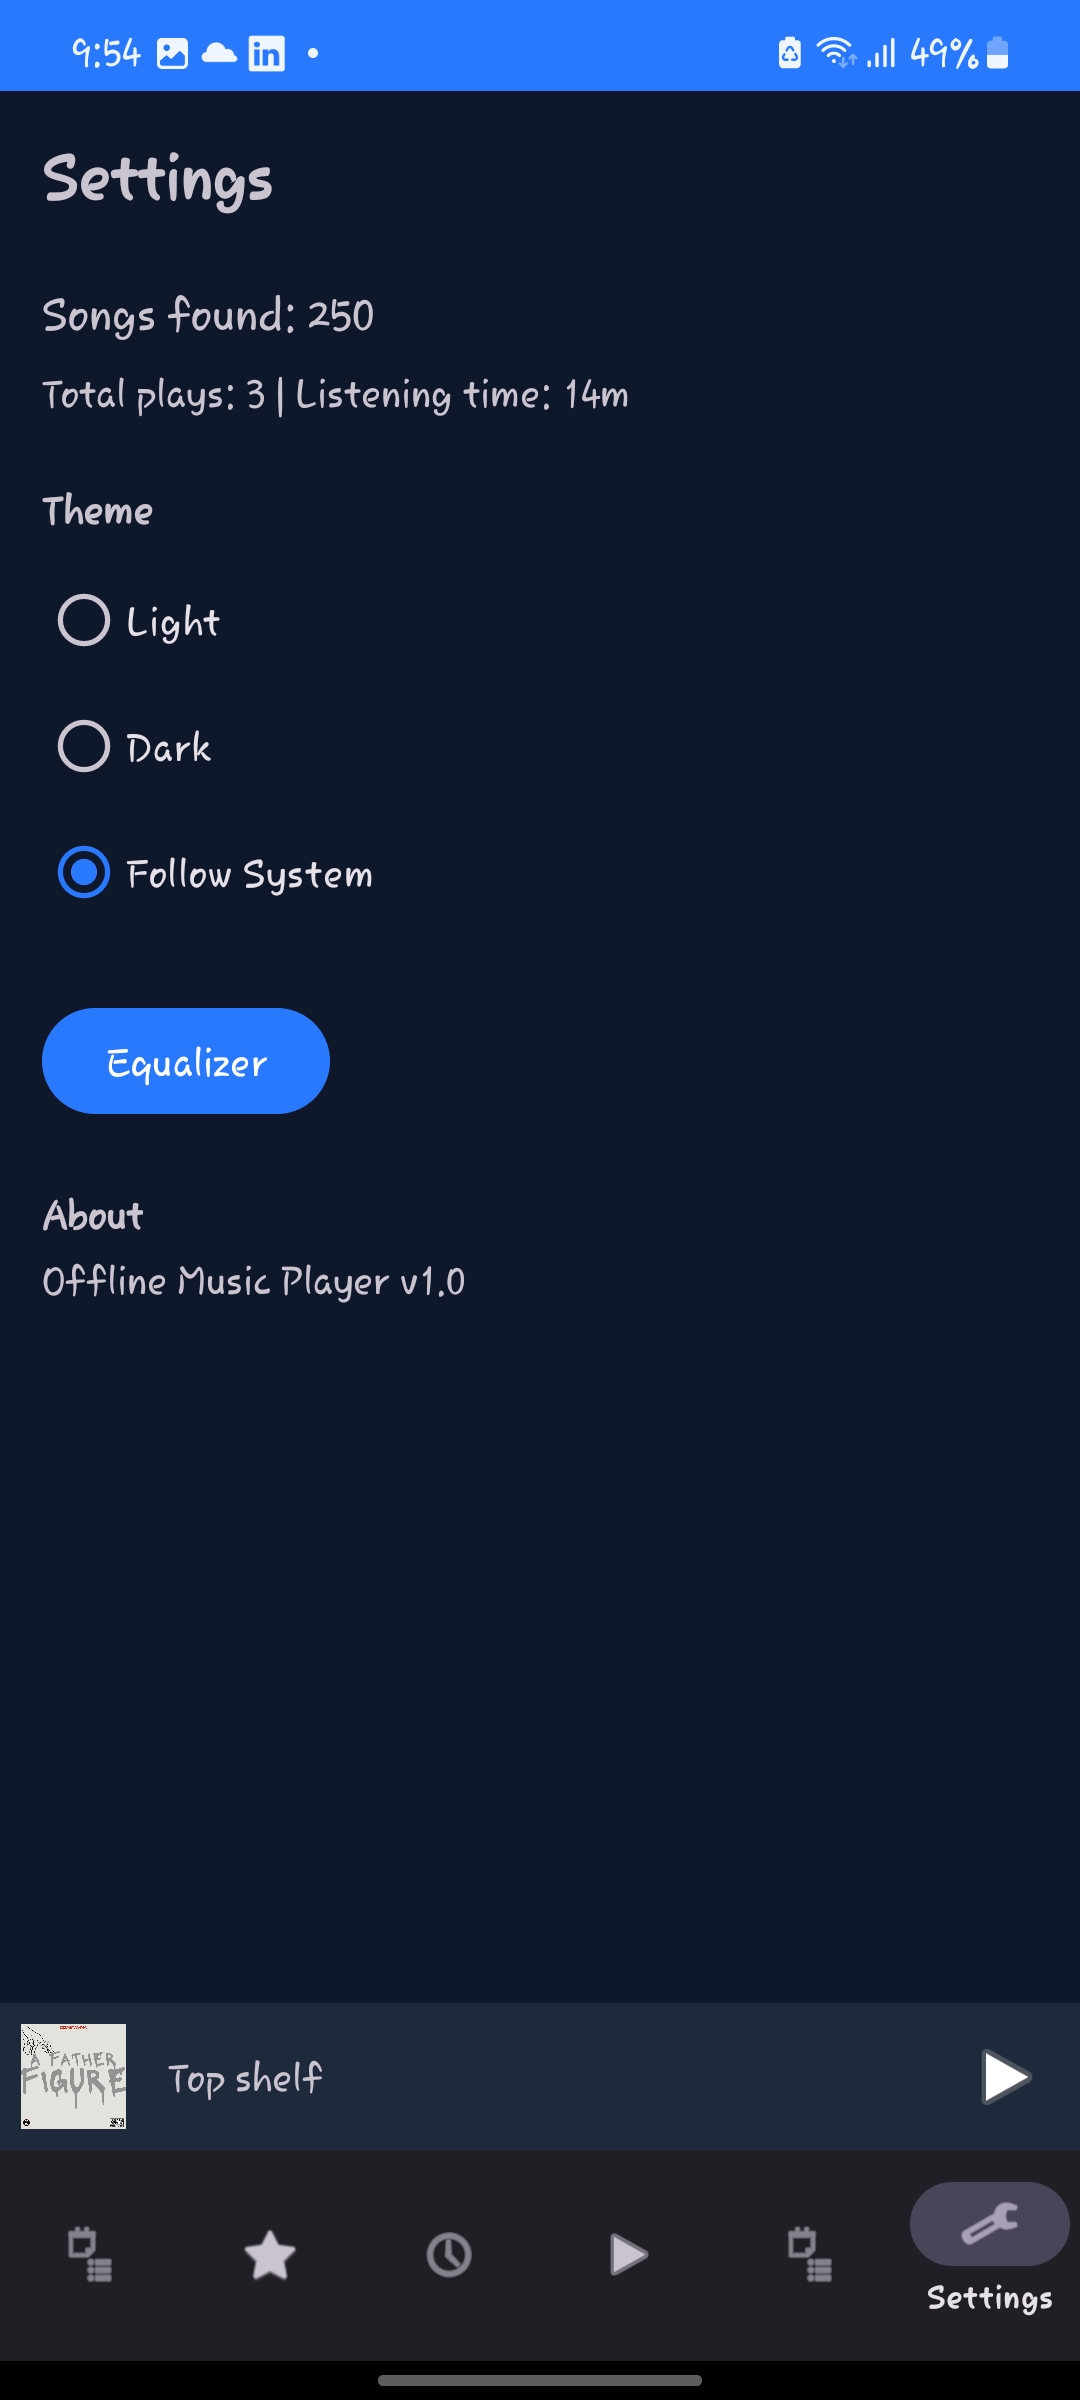 9:54
49%
Settings
Songs found: 250
Total plays: 3 | Listening time: 14m
Theme
Light
Dark
Follow System
Equalizer
About
Offline Music Player v1.0
A FATHER
FIGURE
Top shelf
Settings